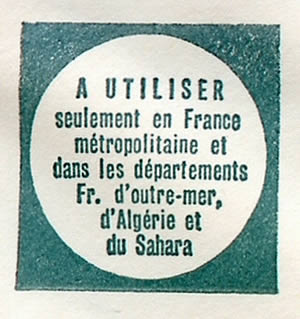 A UTILISER
seulement en France
métropolitaine et
dans les départements
Fr. d'outre-mer,
d'Algérie et
du Sahara